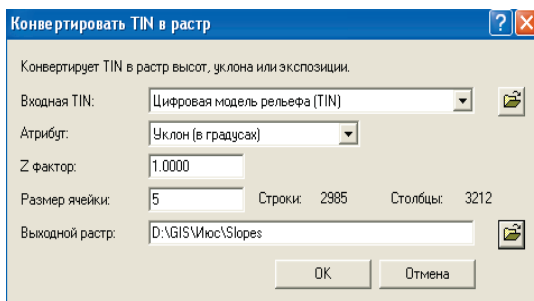 Конвертировать TIN в растр
Конвертирует TIN в растр высот, уклона или экспозиции.
Входная TIN: Цифровая модель рельефа (TIN)
Атрибут: Уклон (в градусах)
Z фактор: 1.0000
Размер ячейки: 5 Строки: 2985 Столбцы: 3212
Выходной растр: D:\GIS\Июс\Slopes
OK Отмена